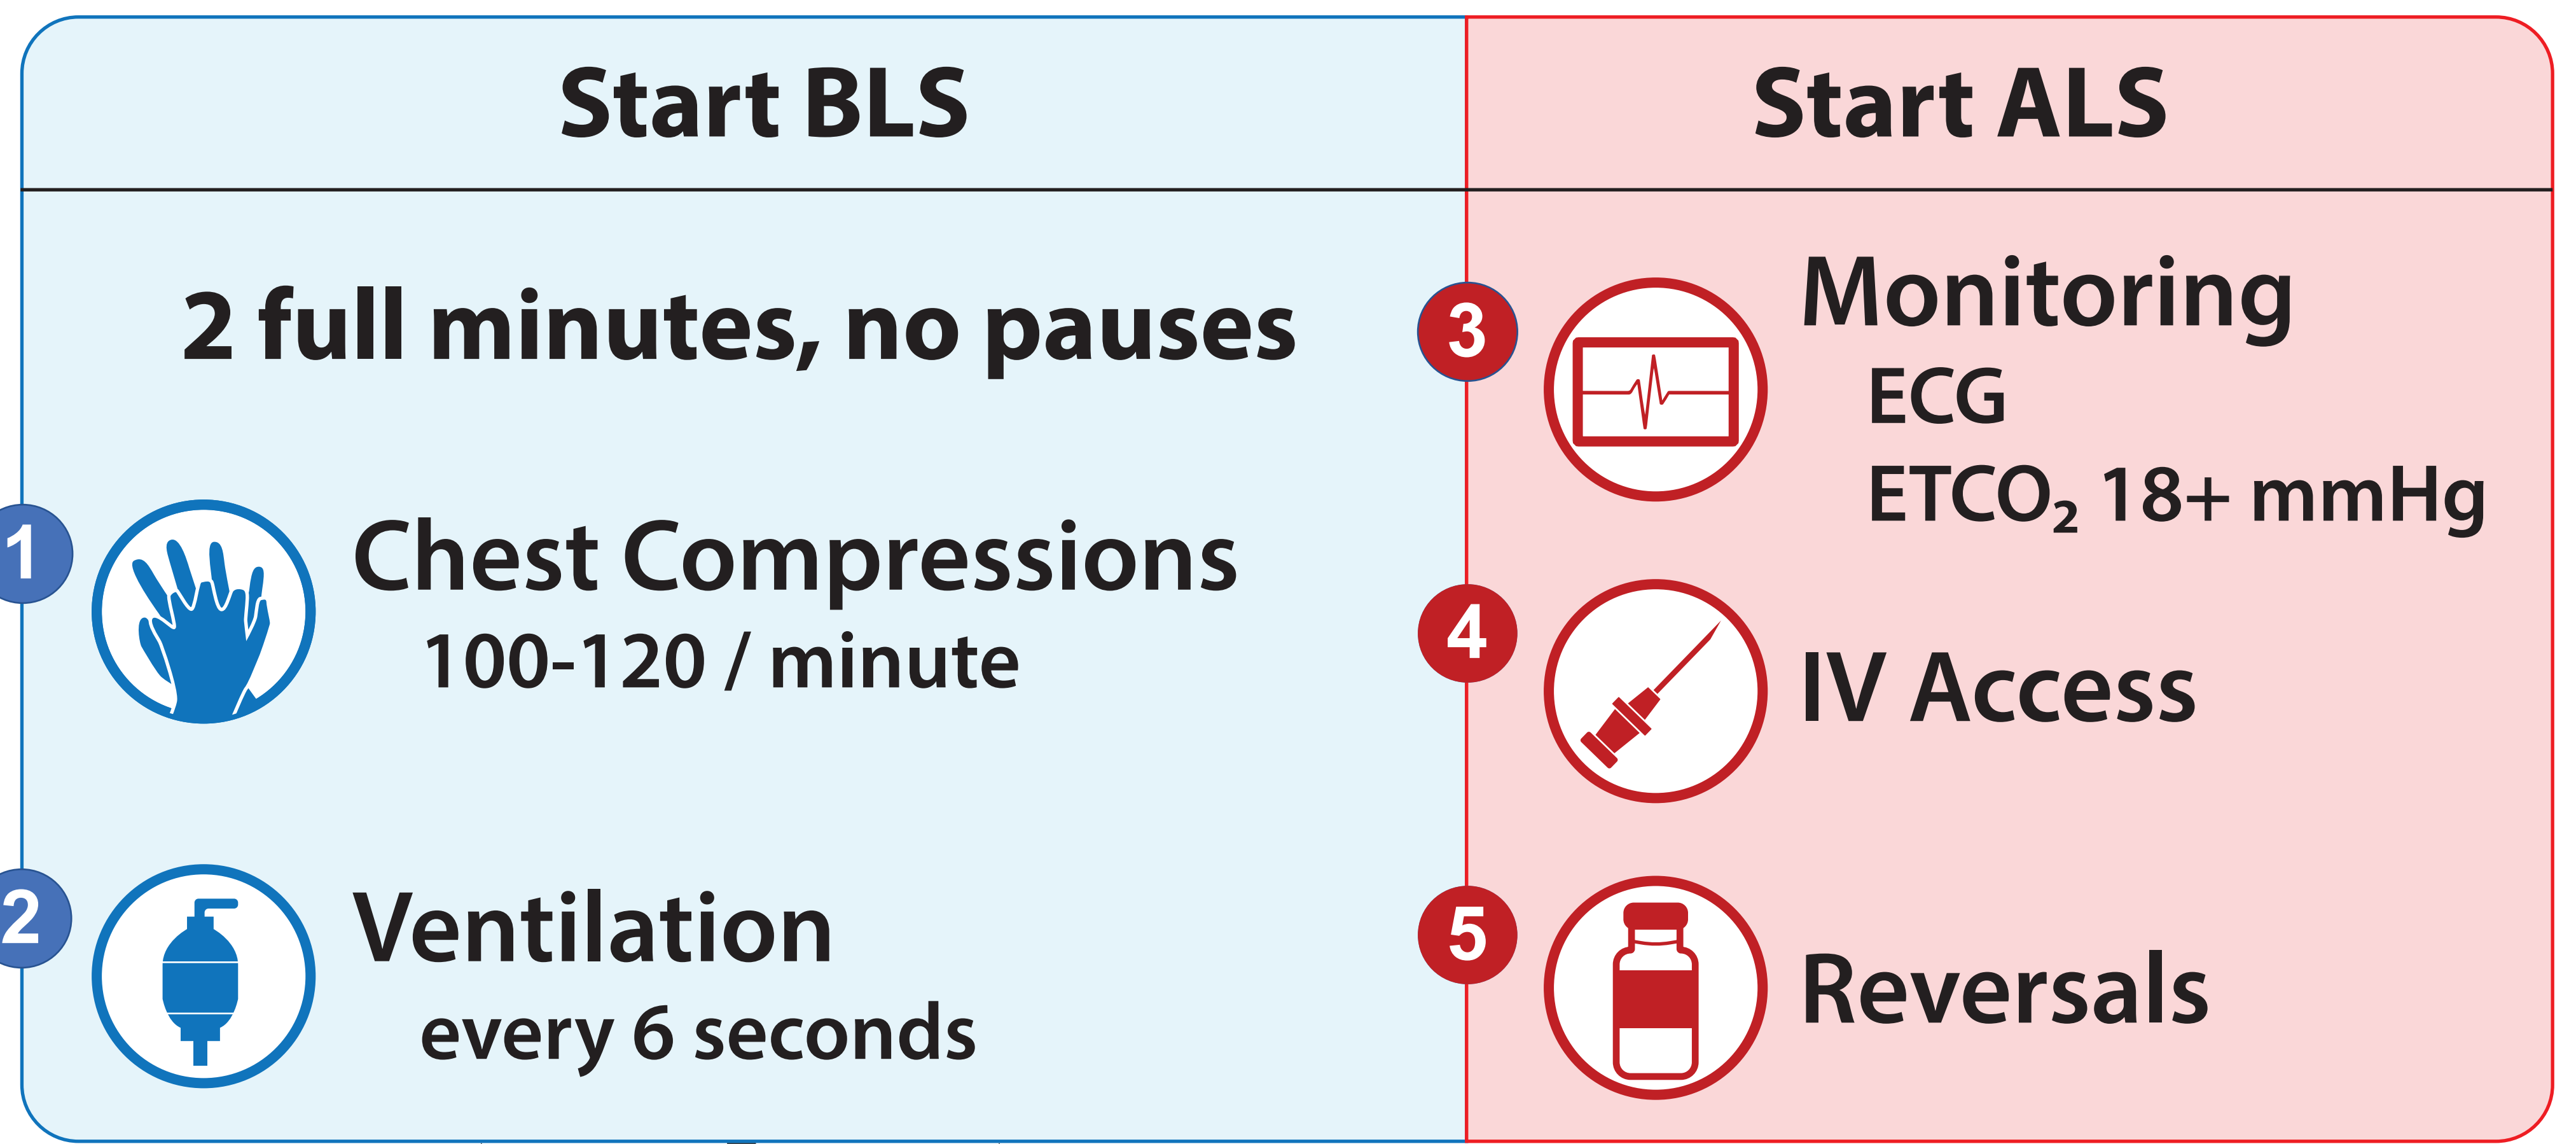 Start BLS
2 full minutes, no pauses
1
Chest Compressions
100-120 / minute
2
Ventilation
every 6 seconds
Start ALS
3
Monitoring
ECG
ETCO₂ 18+ mmHg
4
IV Access
5
Reversals